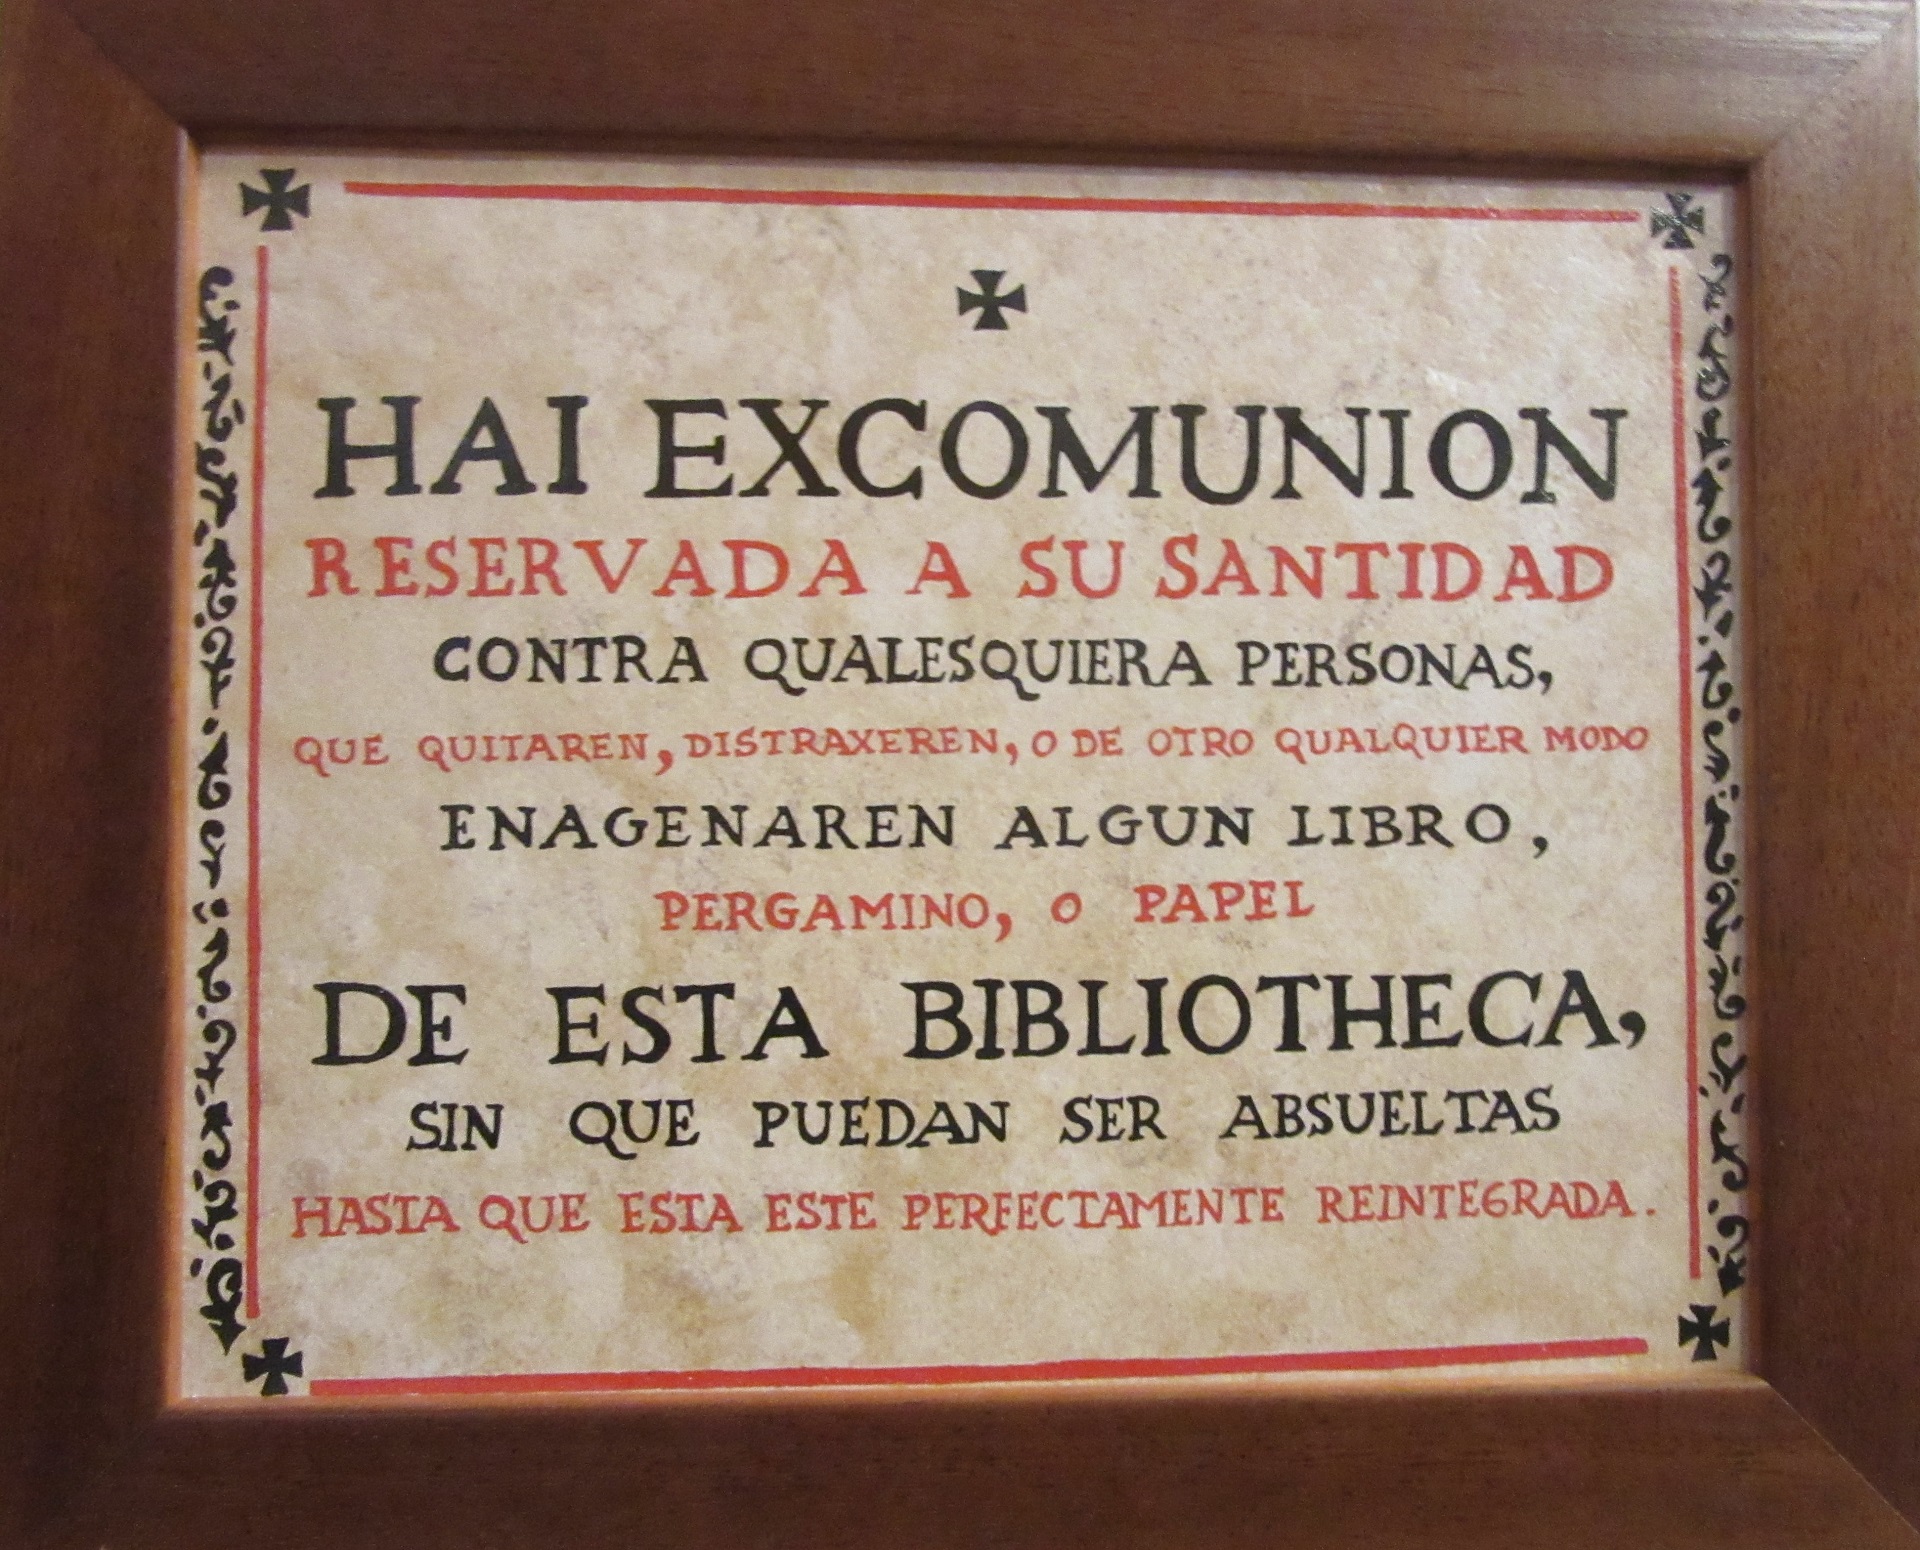 HAI EXCOMUNION
RESERVADA A SU SANTIDAD
CONTRA QUALESQUIERA PERSONAS,
QUE QUITAREN, DISTRAXEREN, O DE OTRO QUALQUIER MODO
ENAGENAREN ALGUN LIBRO,
PERGAMINO, O PAPEL
DE ESTA BIBLIOTHECA,
SIN QUE PUEDAN SER ABSUELTAS
HASTA QUE ESTA ESTE PERFECTAMENTE REINTEGRADA.